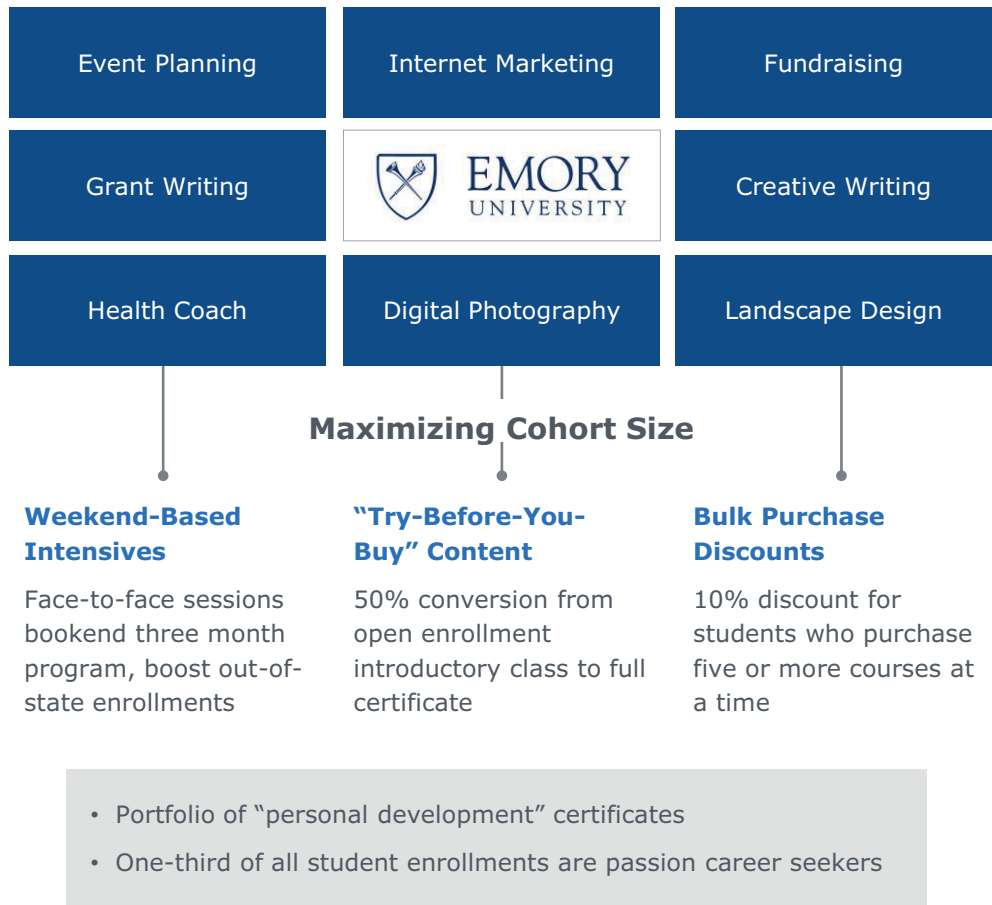 Event Planning
Internet Marketing
Fundraising
Grant Writing
EMORY
UNIVERSITY
Creative Writing
Health Coach
Digital Photography
Landscape Design
Maximizing Cohort Size
Weekend-Based
Intensives
Face-to-face sessions
bookend three month
program, boost out-of-
state enrollments
“Try-Before-You-
Buy” Content
50% conversion from
open enrollment
introductory class to full
certificate
Bulk Purchase
Discounts
10% discount for
students who purchase
five or more courses at
a time
• Portfolio of “personal development” certificates
• One-third of all student enrollments are passion career seekers